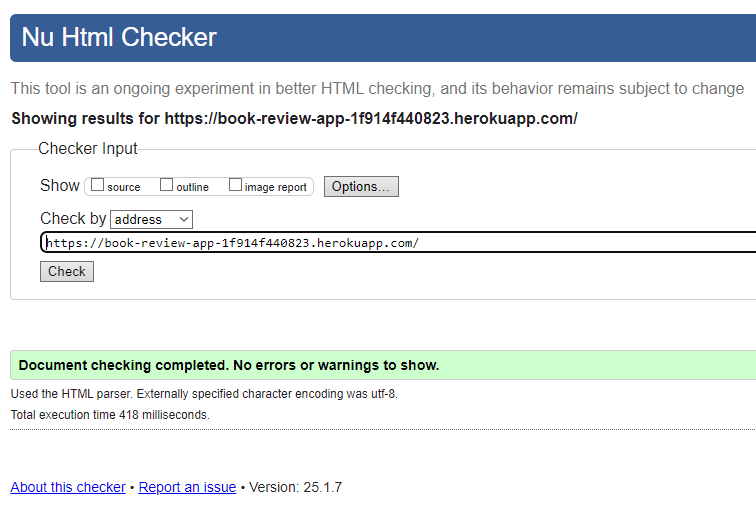 Nu Html Checker
This tool is an ongoing experiment in better HTML checking, and its behavior remains subject to change
Showing results for https://book-review-app-1f914f440823.herokuapp.com/
Checker Input
Show source outline image report Options...
Check by address
https://book-review-app-1f914f440823.herokuapp.com/
Check
Document checking completed. No errors or warnings to show.
Used the HTML parser. Externally specified character encoding was utf-8.
Total execution time 418 milliseconds.
About this checker • Report an issue • Version: 25.1.7